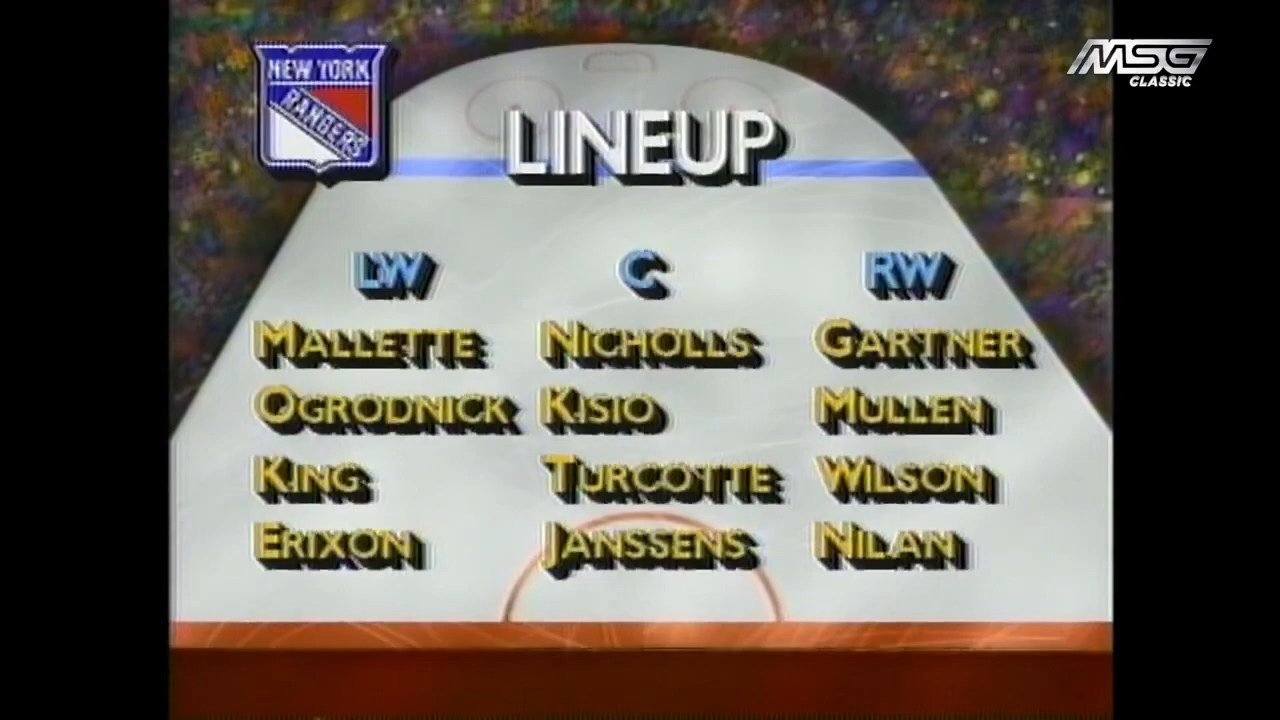 NEW YORK
RANGERS
MSG
CLASSIC
LINEUP
LW C RW
MALLETTE NICHOLLS GARTNER
OGRODNICK KISIO MULLEN
KING TURCOTTE WILSON
ERIXON JANSSENS NILAN